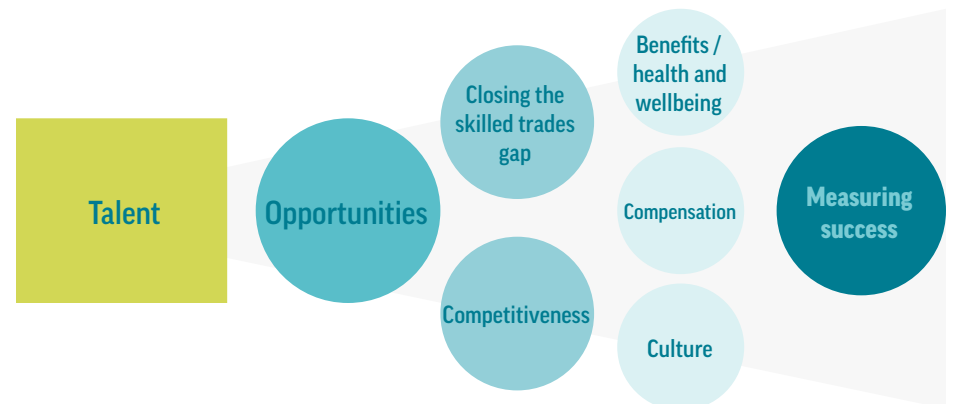 Talent
Opportunities
Closing the
skilled trades
gap
Competitiveness
Benefits /
health and
wellbeing
Compensation
Culture
Measuring
success